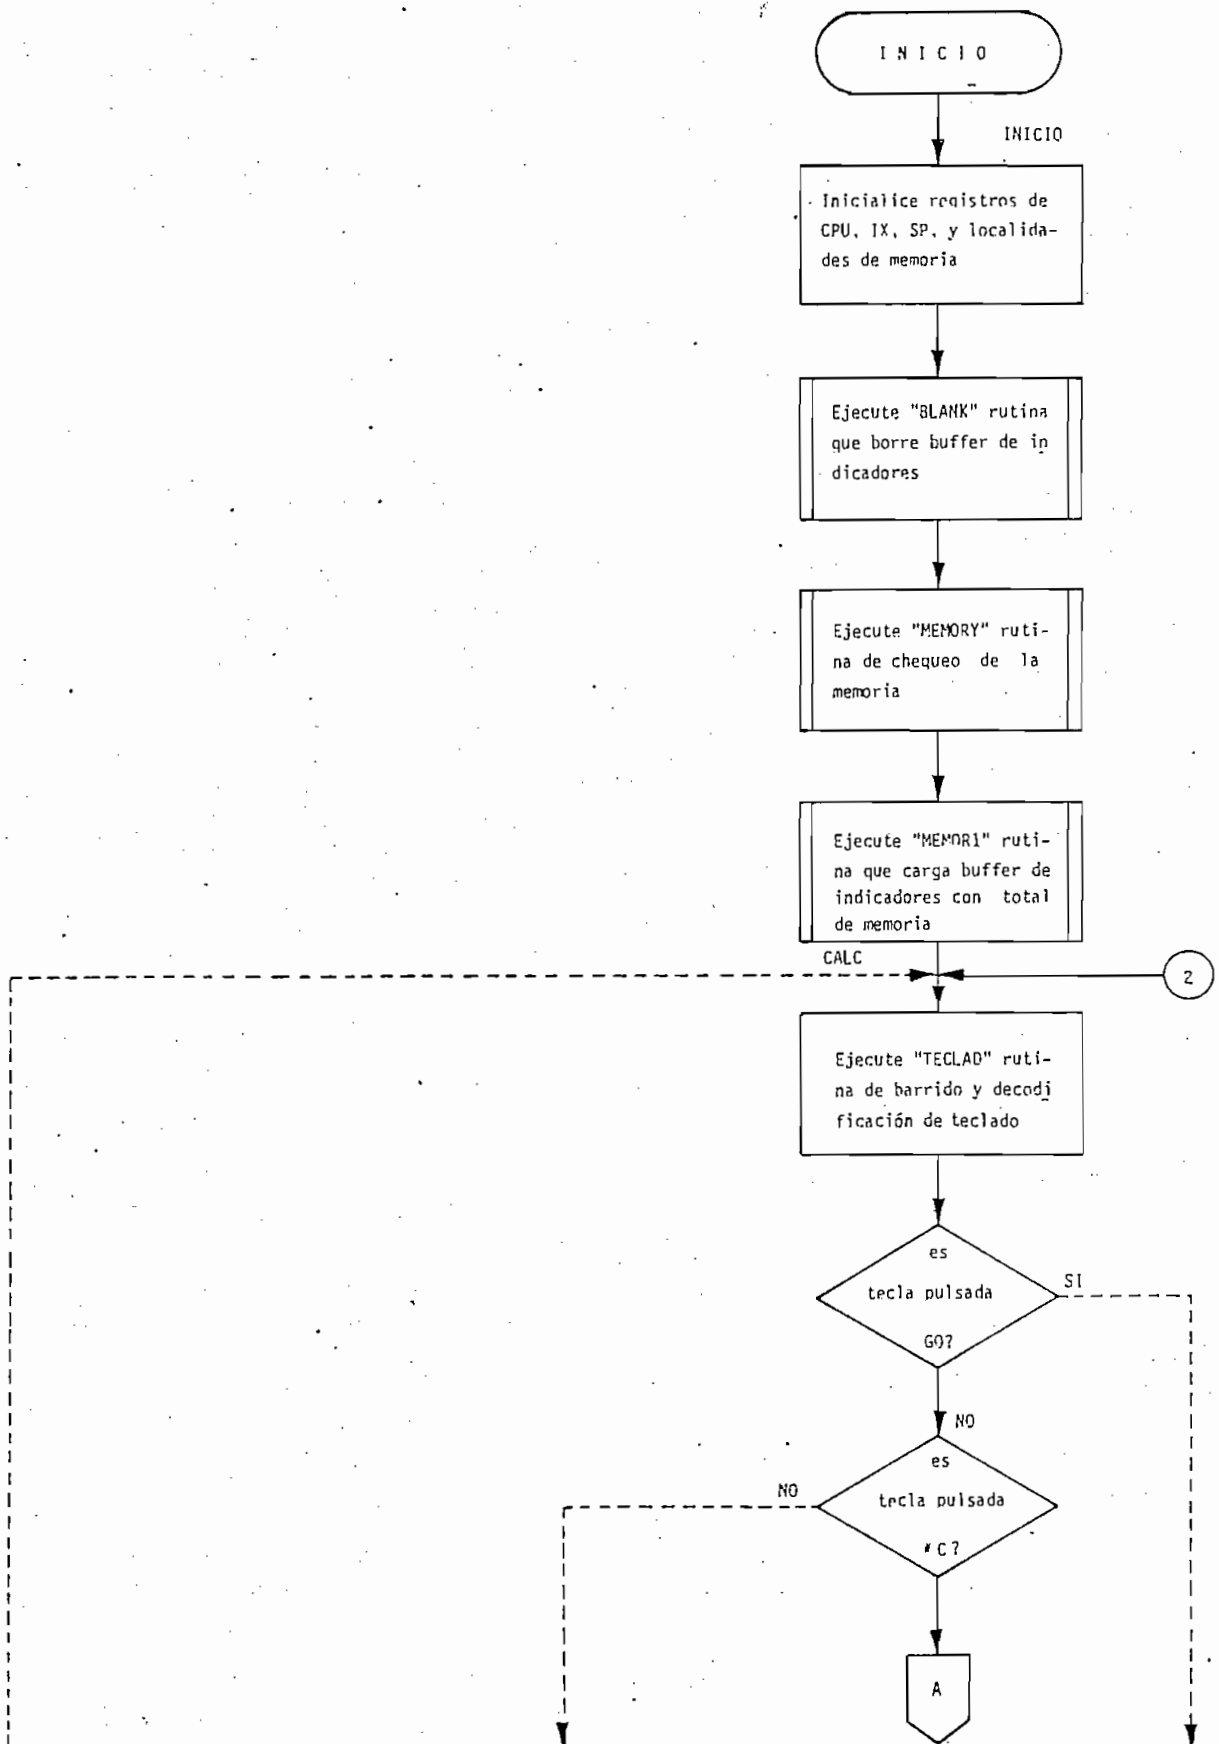 INICIO
INICIO
Inicialice registros de
CPU, IX, SP, y localida-
des de memoria
Ejecute "BLANK" rutina
que borre buffer de in
dicadores
Ejecute "MEMORY" ruti-
na de chequeo de la
memoria
Ejecute "MEMOR1" ruti-
na que carga buffer de
indicadores con total
de memoria
CALC
2
Ejecute "TECLAD" ruti-
na de barrido y decodi
ficación de teclado
es
tecla pulsada
GO?
SI
NO
es
tecla pulsada
C?
NO
A